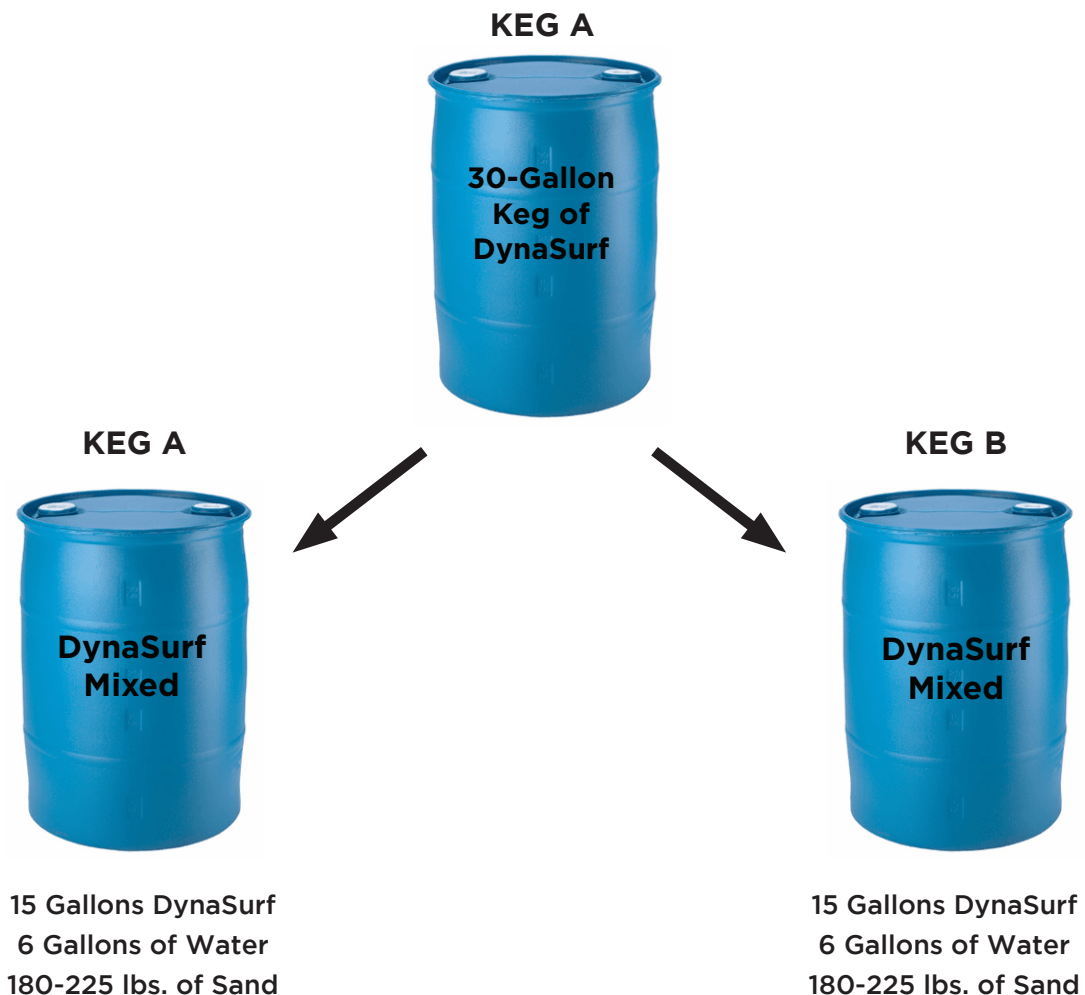 KEG A
30-Gallon
Keg of
DynaSurf
KEG A
KEG B
DynaSurf
Mixed
DynaSurf
Mixed
15 Gallons DynaSurf
6 Gallons of Water
180-225 lbs. of Sand
15 Gallons DynaSurf
6 Gallons of Water
180-225 lbs. of Sand